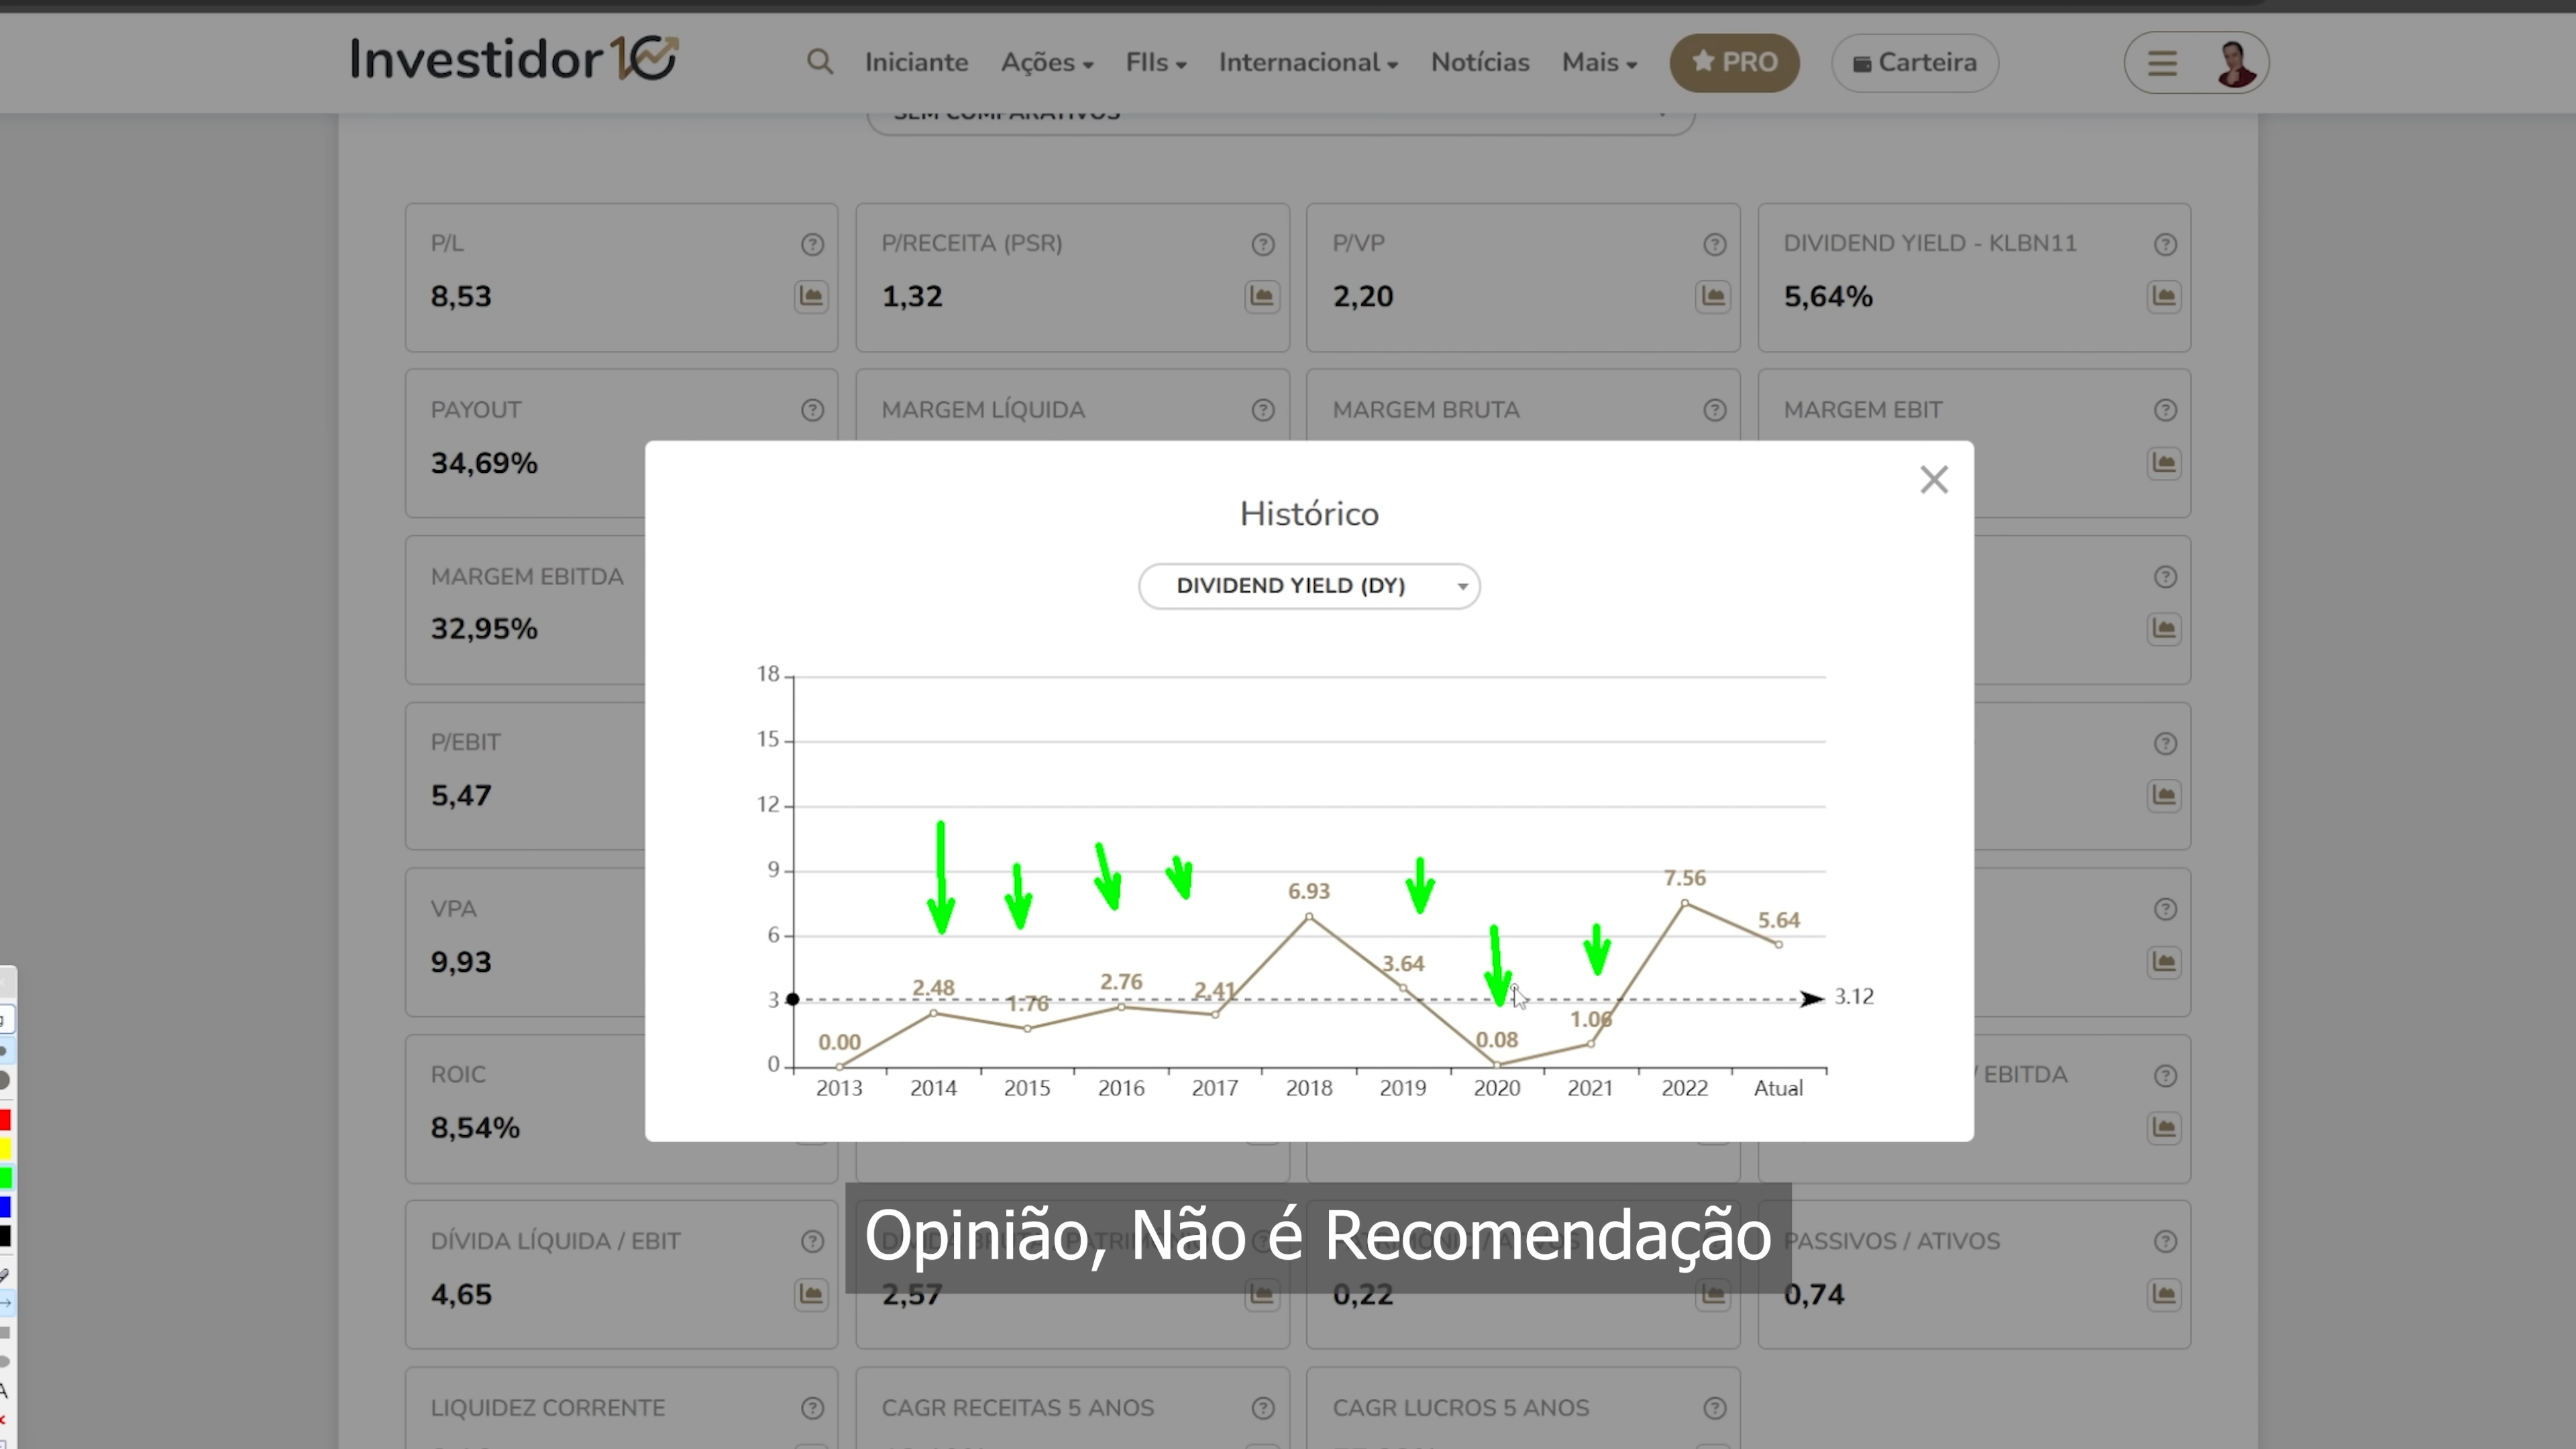 Investidor10
Iniciante
Ações
FIIs
Internacional
Notícias
Mais
PRO
Carteira
SEM COMPARATIVOS
P/L
8,53
P/RECEITA (PSR)
1,32
P/VP
2,20
DIVIDEND YIELD - KLBN11
5,64%
PAYOUT
34,69%
MARGEM LÍQUIDA
MARGEM BRUTA
MARGEM EBIT
MARGEM EBITDA
32,95%
P/EBIT
5,47
VPA
9,93
ROIC
8,54%
/ EBITDA
Histórico
DIVIDEND YIELD (DY)
18
15
12
9
6
3
0
0.00
2.48
1.76
2.76
2.41
6.93
3.64
0.08
1.06
7.56
5.64
3.12
2013
2014
2015
2016
2017
2018
2019
2020
2021
2022
Atual
Opinião, Não é Recomendação
DÍVIDA LÍQUIDA / EBIT
4,65
2,57
0,22
PASSIVOS / ATIVOS
0,74
LIQUIDEZ CORRENTE
CAGR RECEITAS 5 ANOS
CAGR LUCROS 5 ANOS